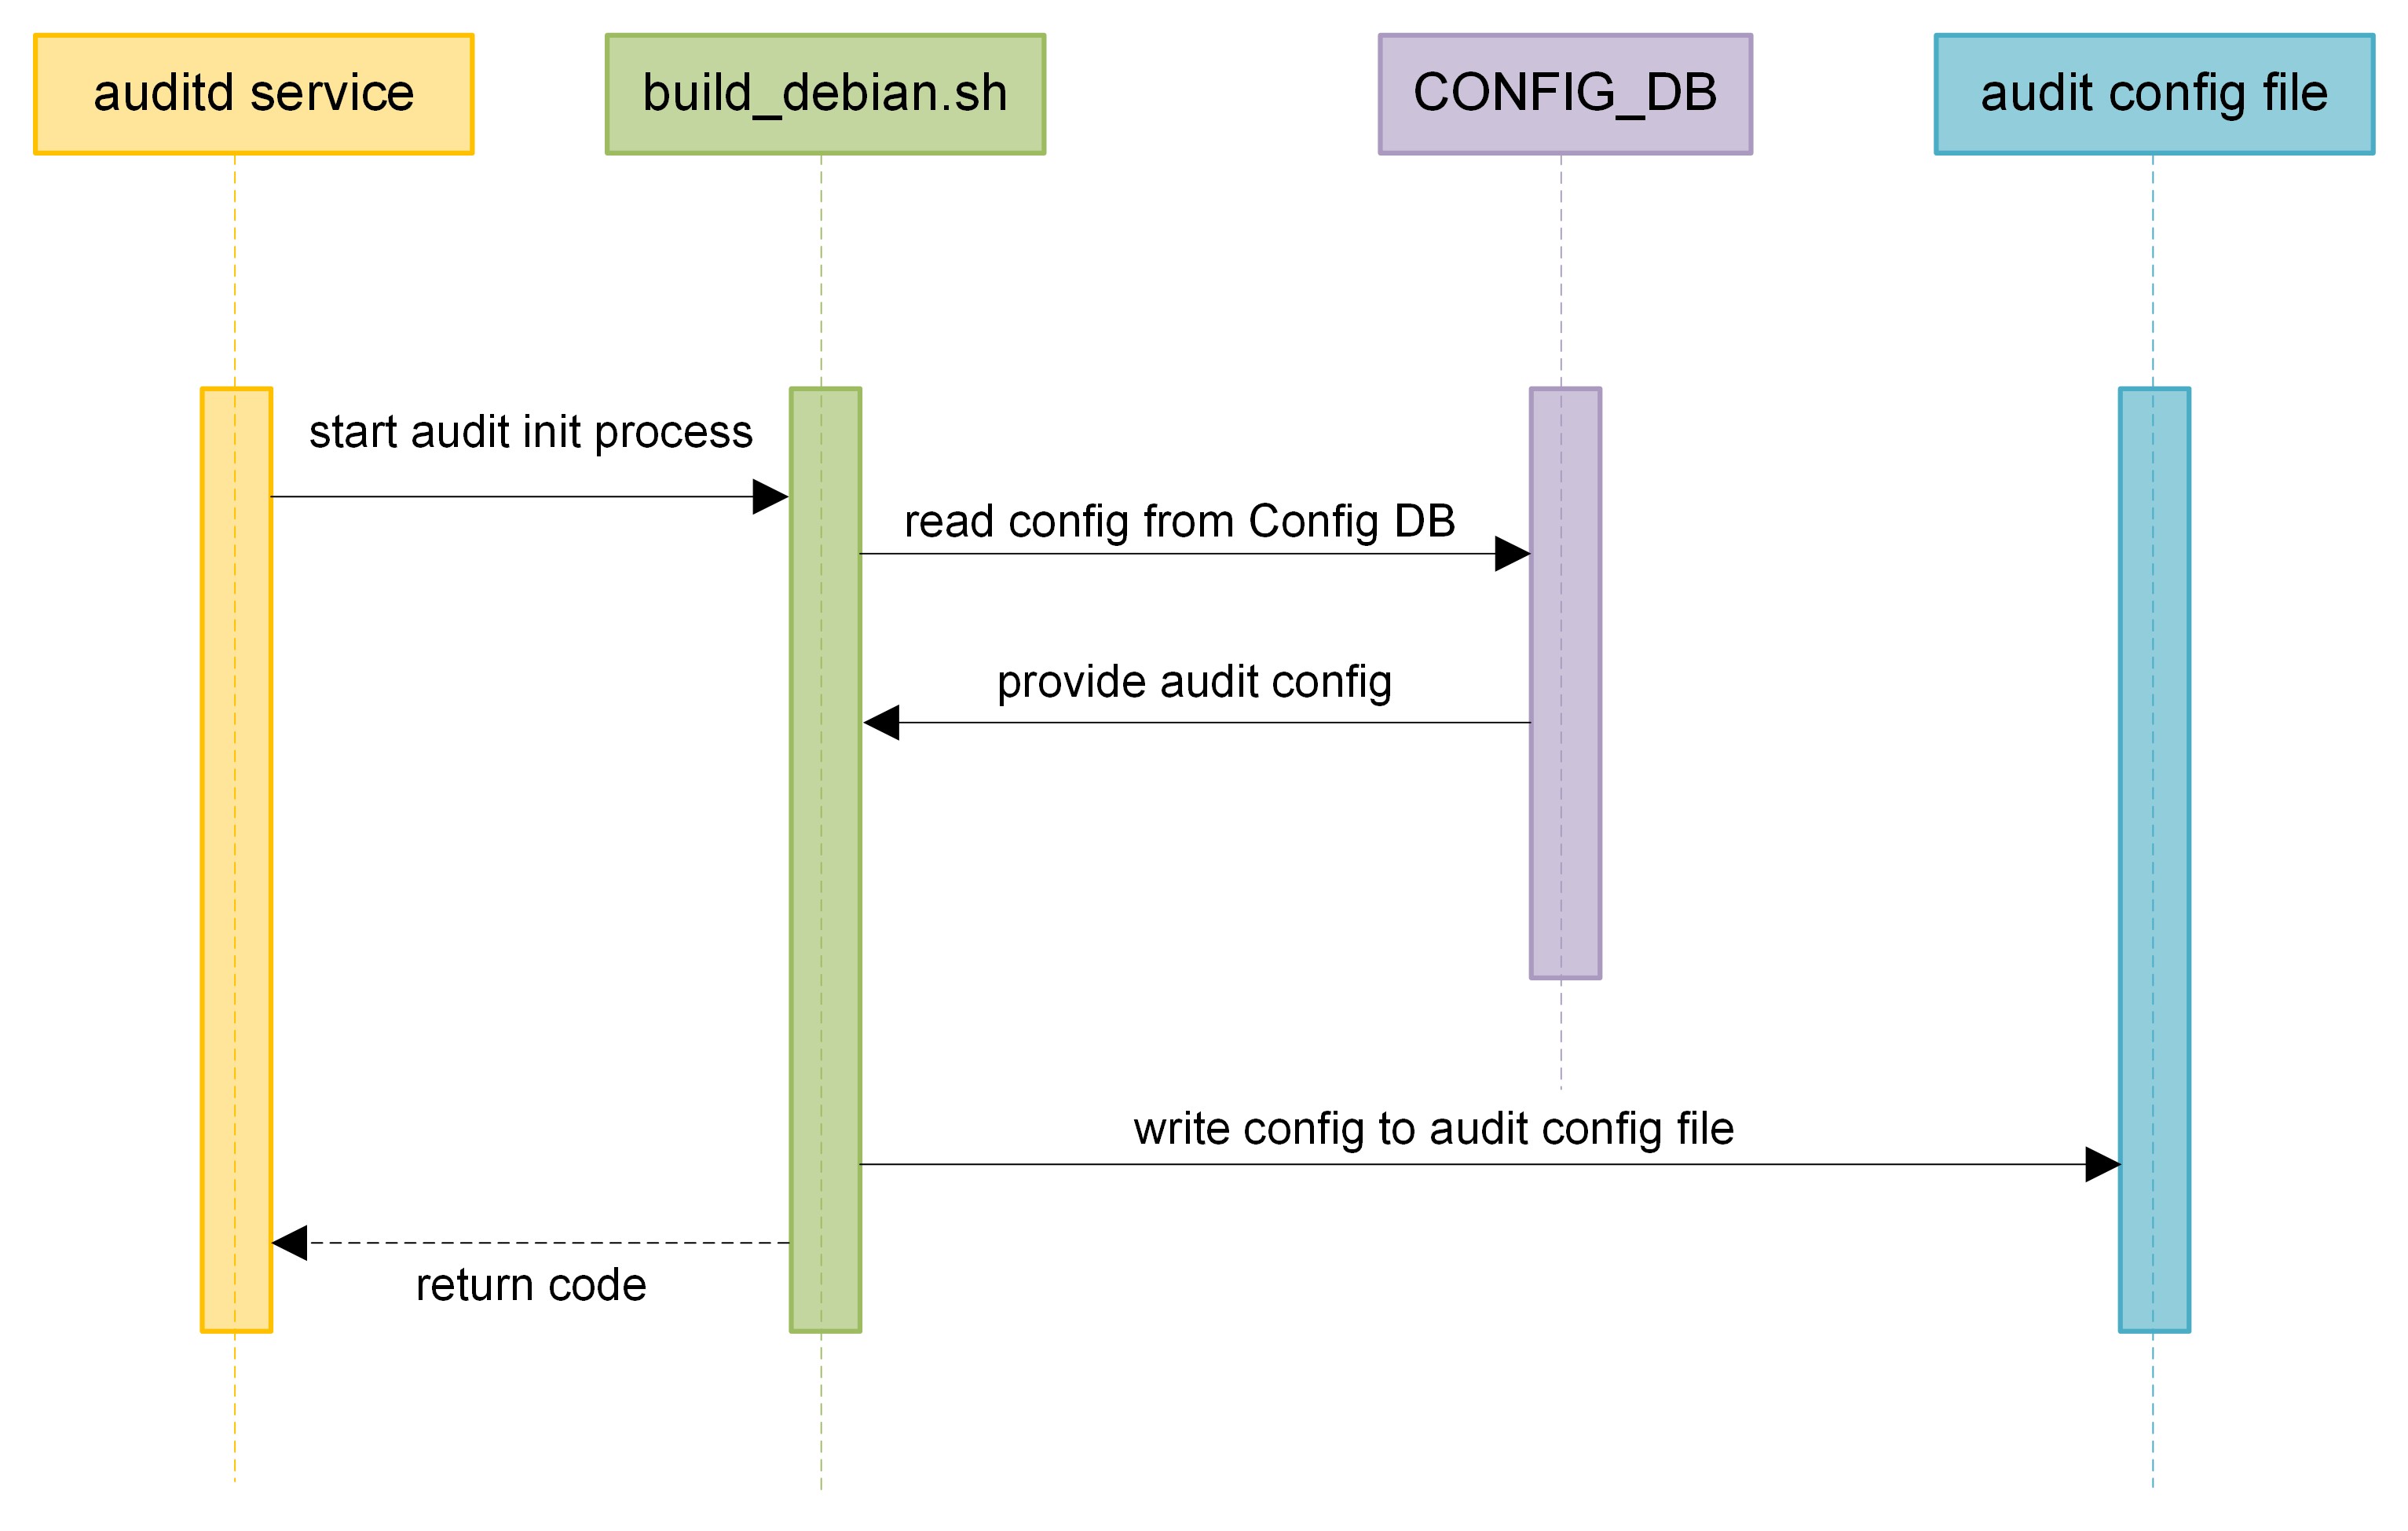 auditd service
build_debian.sh
CONFIG_DB
audit config file
start audit init process
read config from Config DB
provide audit config
write config to audit config file
return code